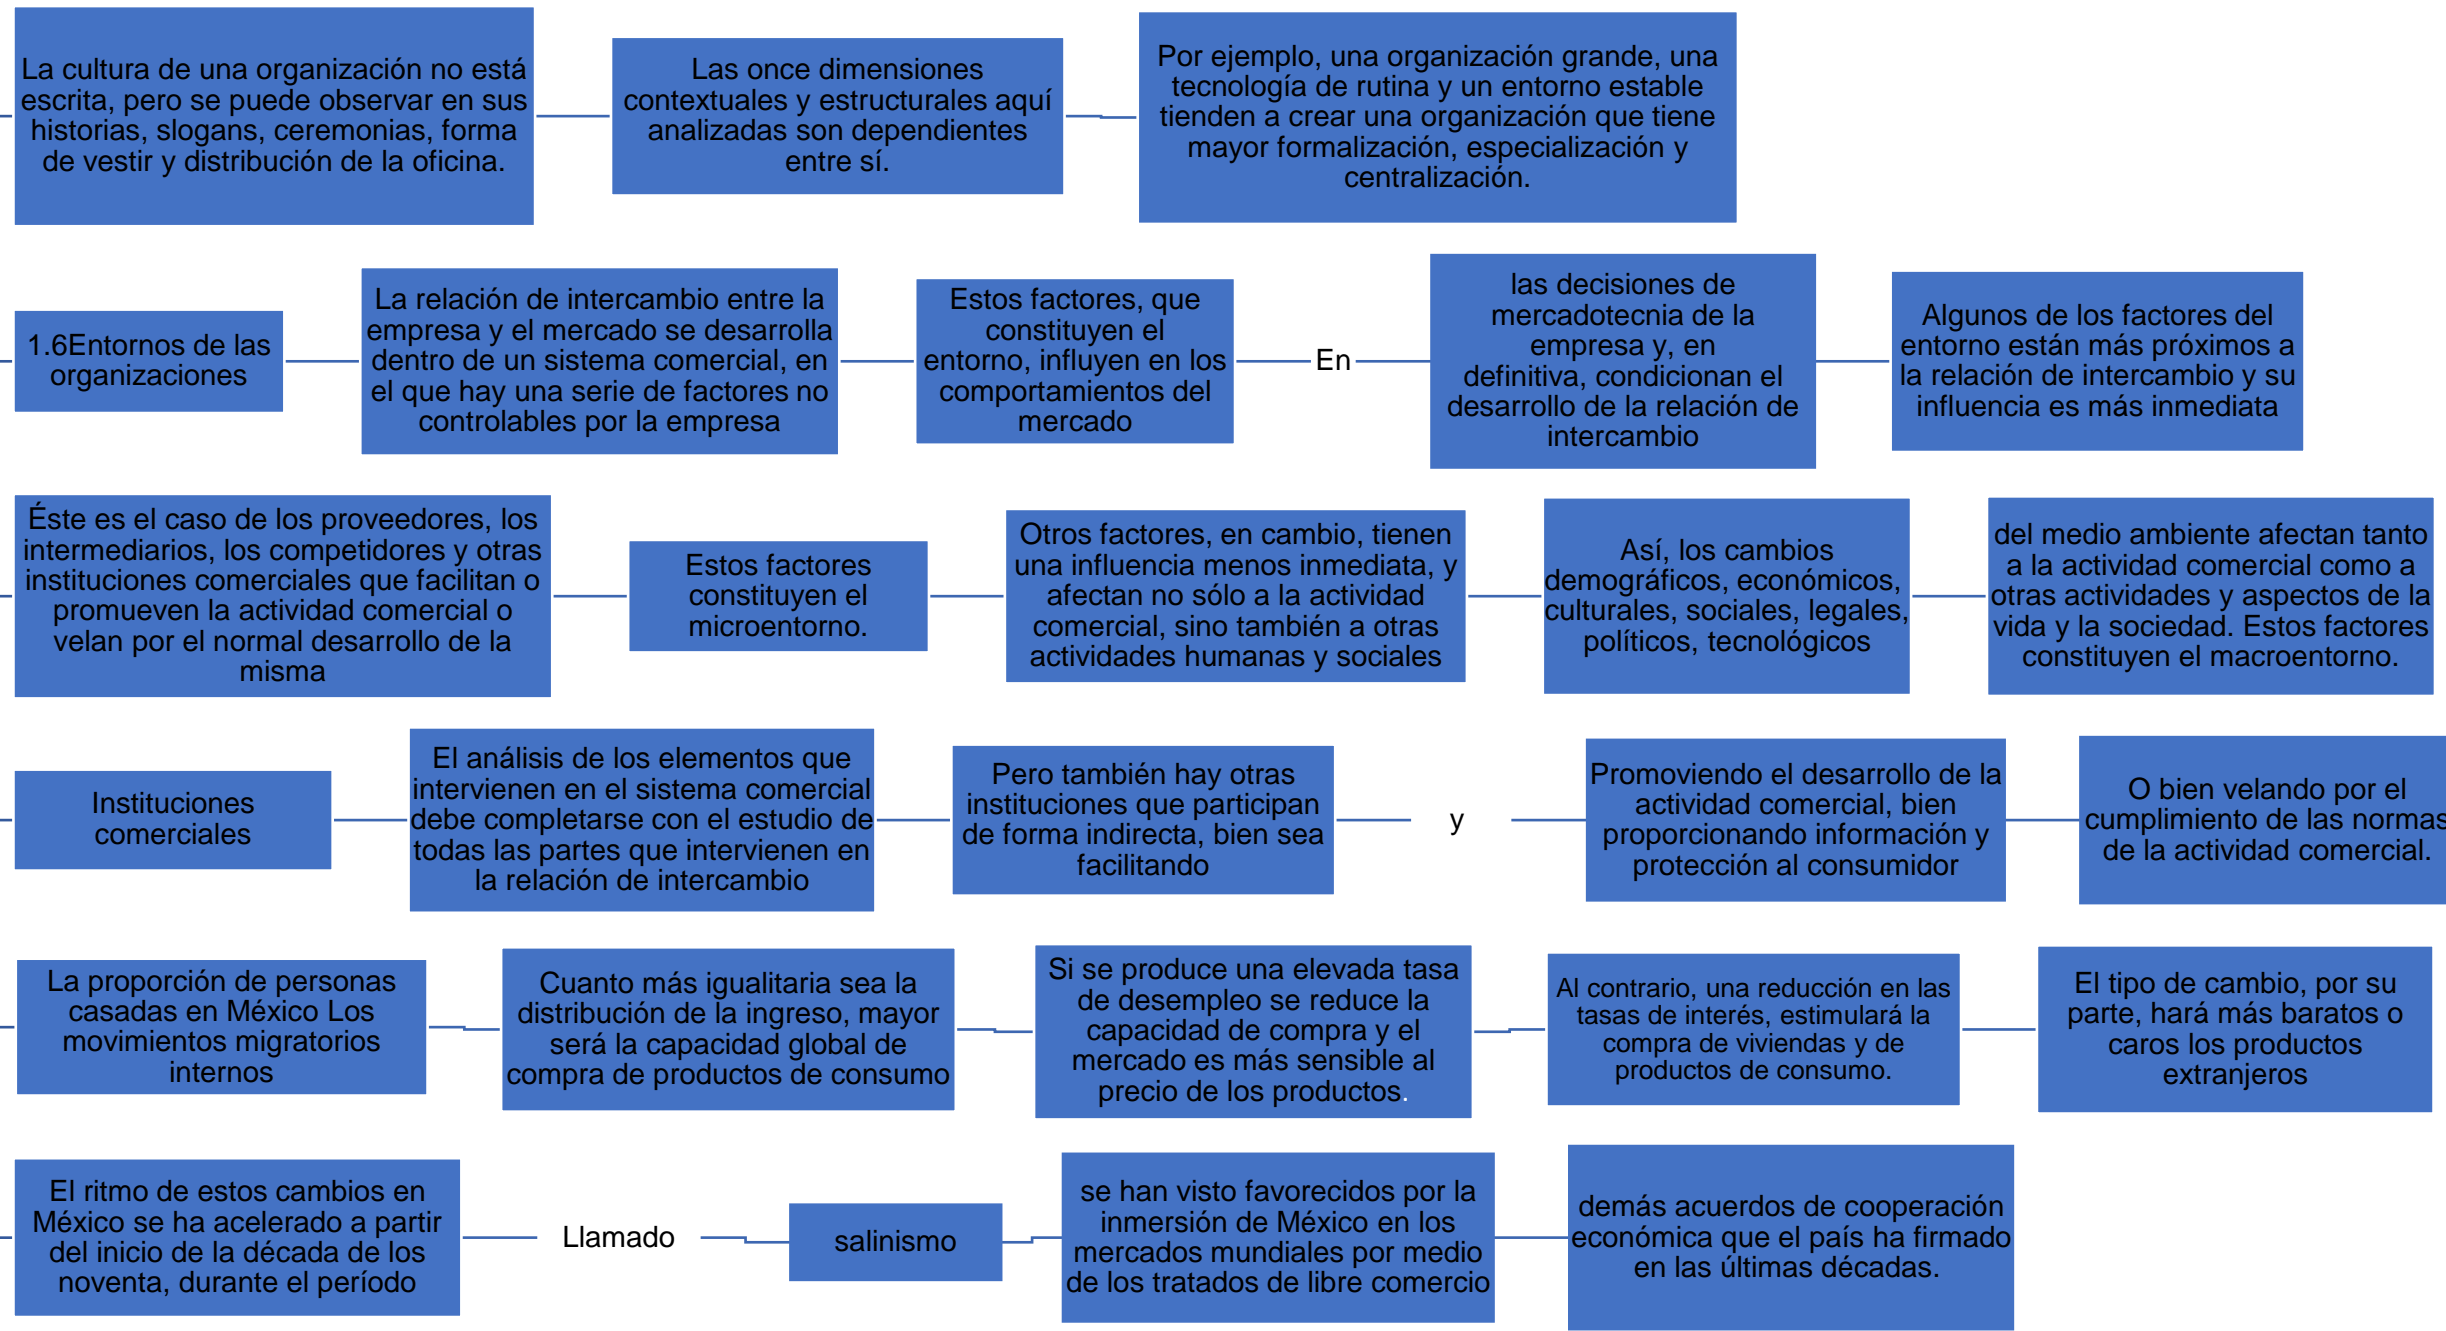 La cultura de una organización no está
escrita, pero se puede observar en sus
historias, slogans, ceremonias, forma
de vestir y distribución de la oficina.
Las once dimensiones
contextuales y estructurales aquí
analizadas son dependientes
entre sí.
Por ejemplo, una organización grande, una
tecnología de rutina y un entorno estable
tienden a crear una organización que tiene
mayor formalización, especialización y
centralización.
1.6Entornos de las
organizaciones
La relación de intercambio entre la
empresa y el mercado se desarrolla
dentro de un sistema comercial, en
el que hay una serie de factores no
controlables por la empresa
Estos factores, que
constituyen el
entorno, influyen en los
comportamientos del
mercado
En
las decisiones de
mercadotecnia de la
empresa y, en
definitiva, condicionan el
desarrollo de la relación de
intercambio
Algunos de los factores del
entorno están más próximos a
la relación de intercambio y su
influencia es más inmediata
Éste es el caso de los proveedores, los
intermediarios, los competidores y otras
instituciones comerciales que facilitan o
promueven la actividad comercial o
velan por el normal desarrollo de la
misma
Estos factores
constituyen el
microentorno.
Otros factores, en cambio, tienen
una influencia menos inmediata, y
afectan no sólo a la actividad
comercial, sino también a otras
actividades humanas y sociales
Así, los cambios
demográficos, económicos,
culturales, sociales, legales,
políticos, tecnológicos
del medio ambiente afectan tanto
a la actividad comercial como a
otras actividades y aspectos de la
vida y la sociedad. Estos factores
constituyen el macroentorno.
Instituciones
comerciales
El análisis de los elementos que
intervienen en el sistema comercial
debe completarse con el estudio de
todas las partes que intervienen en
la relación de intercambio
Pero también hay otras
instituciones que participan
de forma indirecta, bien sea
facilitando
y
Promoviendo el desarrollo de la
actividad comercial, bien
proporcionando información y
protección al consumidor
O bien velando por el
cumplimiento de las normas
de la actividad comercial.
La proporción de personas
casadas en México Los
movimientos migratorios
internos
Cuanto más igualitaria sea la
distribución de la ingreso, mayor
será la capacidad global de
compra de productos de consumo
Si se produce una elevada tasa
de desempleo se reduce la
capacidad de compra y el
mercado es más sensible al
precio de los productos.
Al contrario, una reducción en las
tasas de interés, estimulará la
compra de viviendas y de
productos de consumo.
El tipo de cambio, por su
parte, hará más baratos o
caros los productos
extranjeros
El ritmo de estos cambios en
México se ha acelerado a partir
del inicio de la década de los
noventa, durante el período
Llamado
salinismo
se han visto favorecidos por la
inmersión de México en los
mercados mundiales por medio
de los tratados de libre comercio
demás acuerdos de cooperación
económica que el país ha firmado
en las últimas décadas.